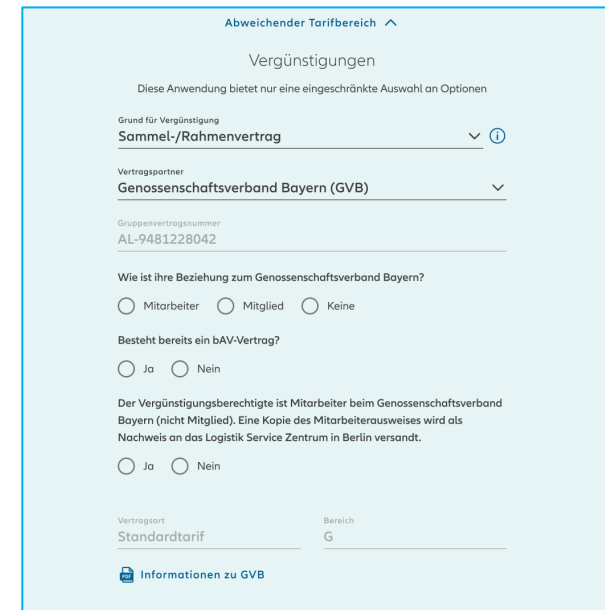 Abweichender Tarifbereich
Vergünstigungen
Diese Anwendung bietet nur eine eingeschränkte Auswahl an Optionen
Grund für Vergünstigung
Sammel-/Rahmenvertrag
Vertragspartner
Genossenschaftsverband Bayern (GVB)
Gruppenvertragsnummer
AL-9481228042
Wie ist ihre Beziehung zum Genossenschaftsverband Bayern?
Mitarbeiter Mitglied Keine
Besteht bereits ein bAV-Vertrag?
Ja Nein
Der Vergünstigungsberechtigte ist Mitarbeiter beim Genossenschaftsverband
Bayern (nicht Mitglied). Eine Kopie des Mitarbeiterausweises wird als
Nachweis an das Logistik Service Zentrum in Berlin versandt.
Ja Nein
Vertragsart Bereich
Standardtarif G
PDF Informationen zu GVB